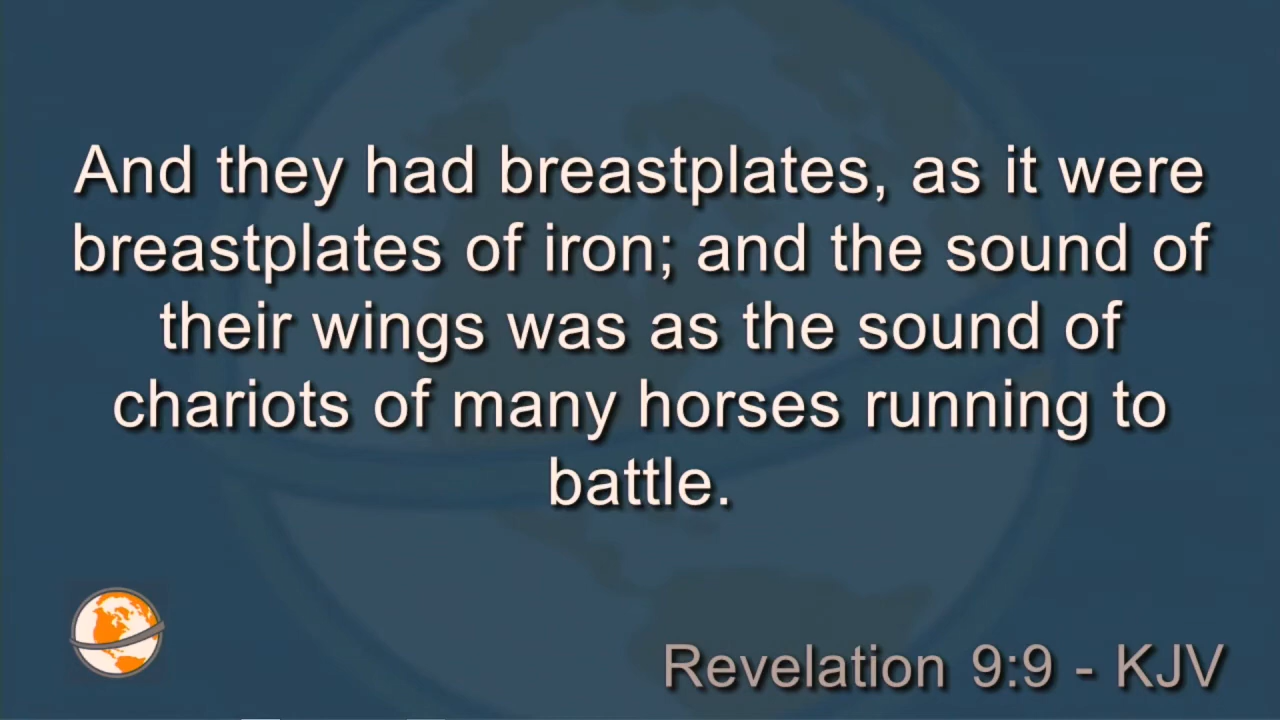 And they had breastplates, as it were
breastplates of iron; and the sound of
their wings was as the sound of
chariots of many horses running to
battle.
Revelation 9:9 - KJV